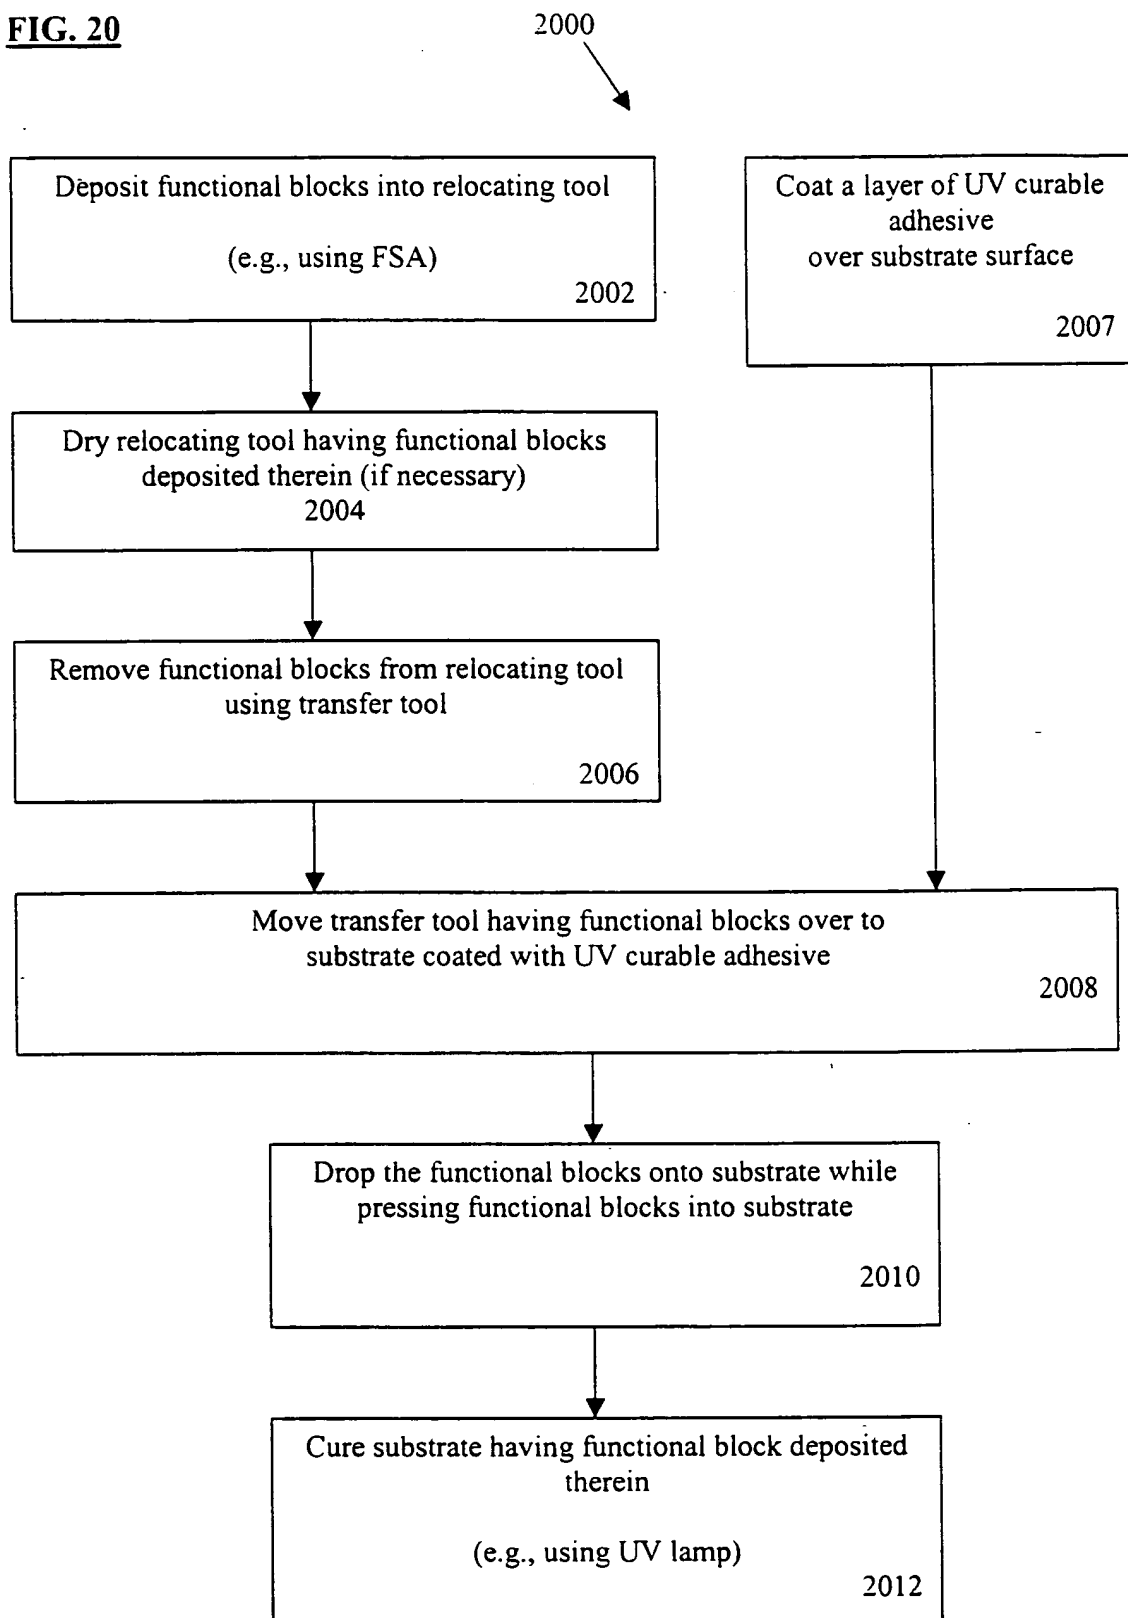 FIG. 20
2000
Deposit functional blocks into relocating tool
(e.g., using FSA)
2002
Coat a layer of UV curable
adhesive
over substrate surface
2007
Dry relocating tool having functional blocks
deposited therein (if necessary)
2004
Remove functional blocks from relocating tool
using transfer tool
2006
Move transfer tool having functional blocks over to
substrate coated with UV curable adhesive
2008
Drop the functional blocks onto substrate while
pressing functional blocks into substrate
2010
Cure substrate having functional block deposited
therein
(e.g., using UV lamp)
2012